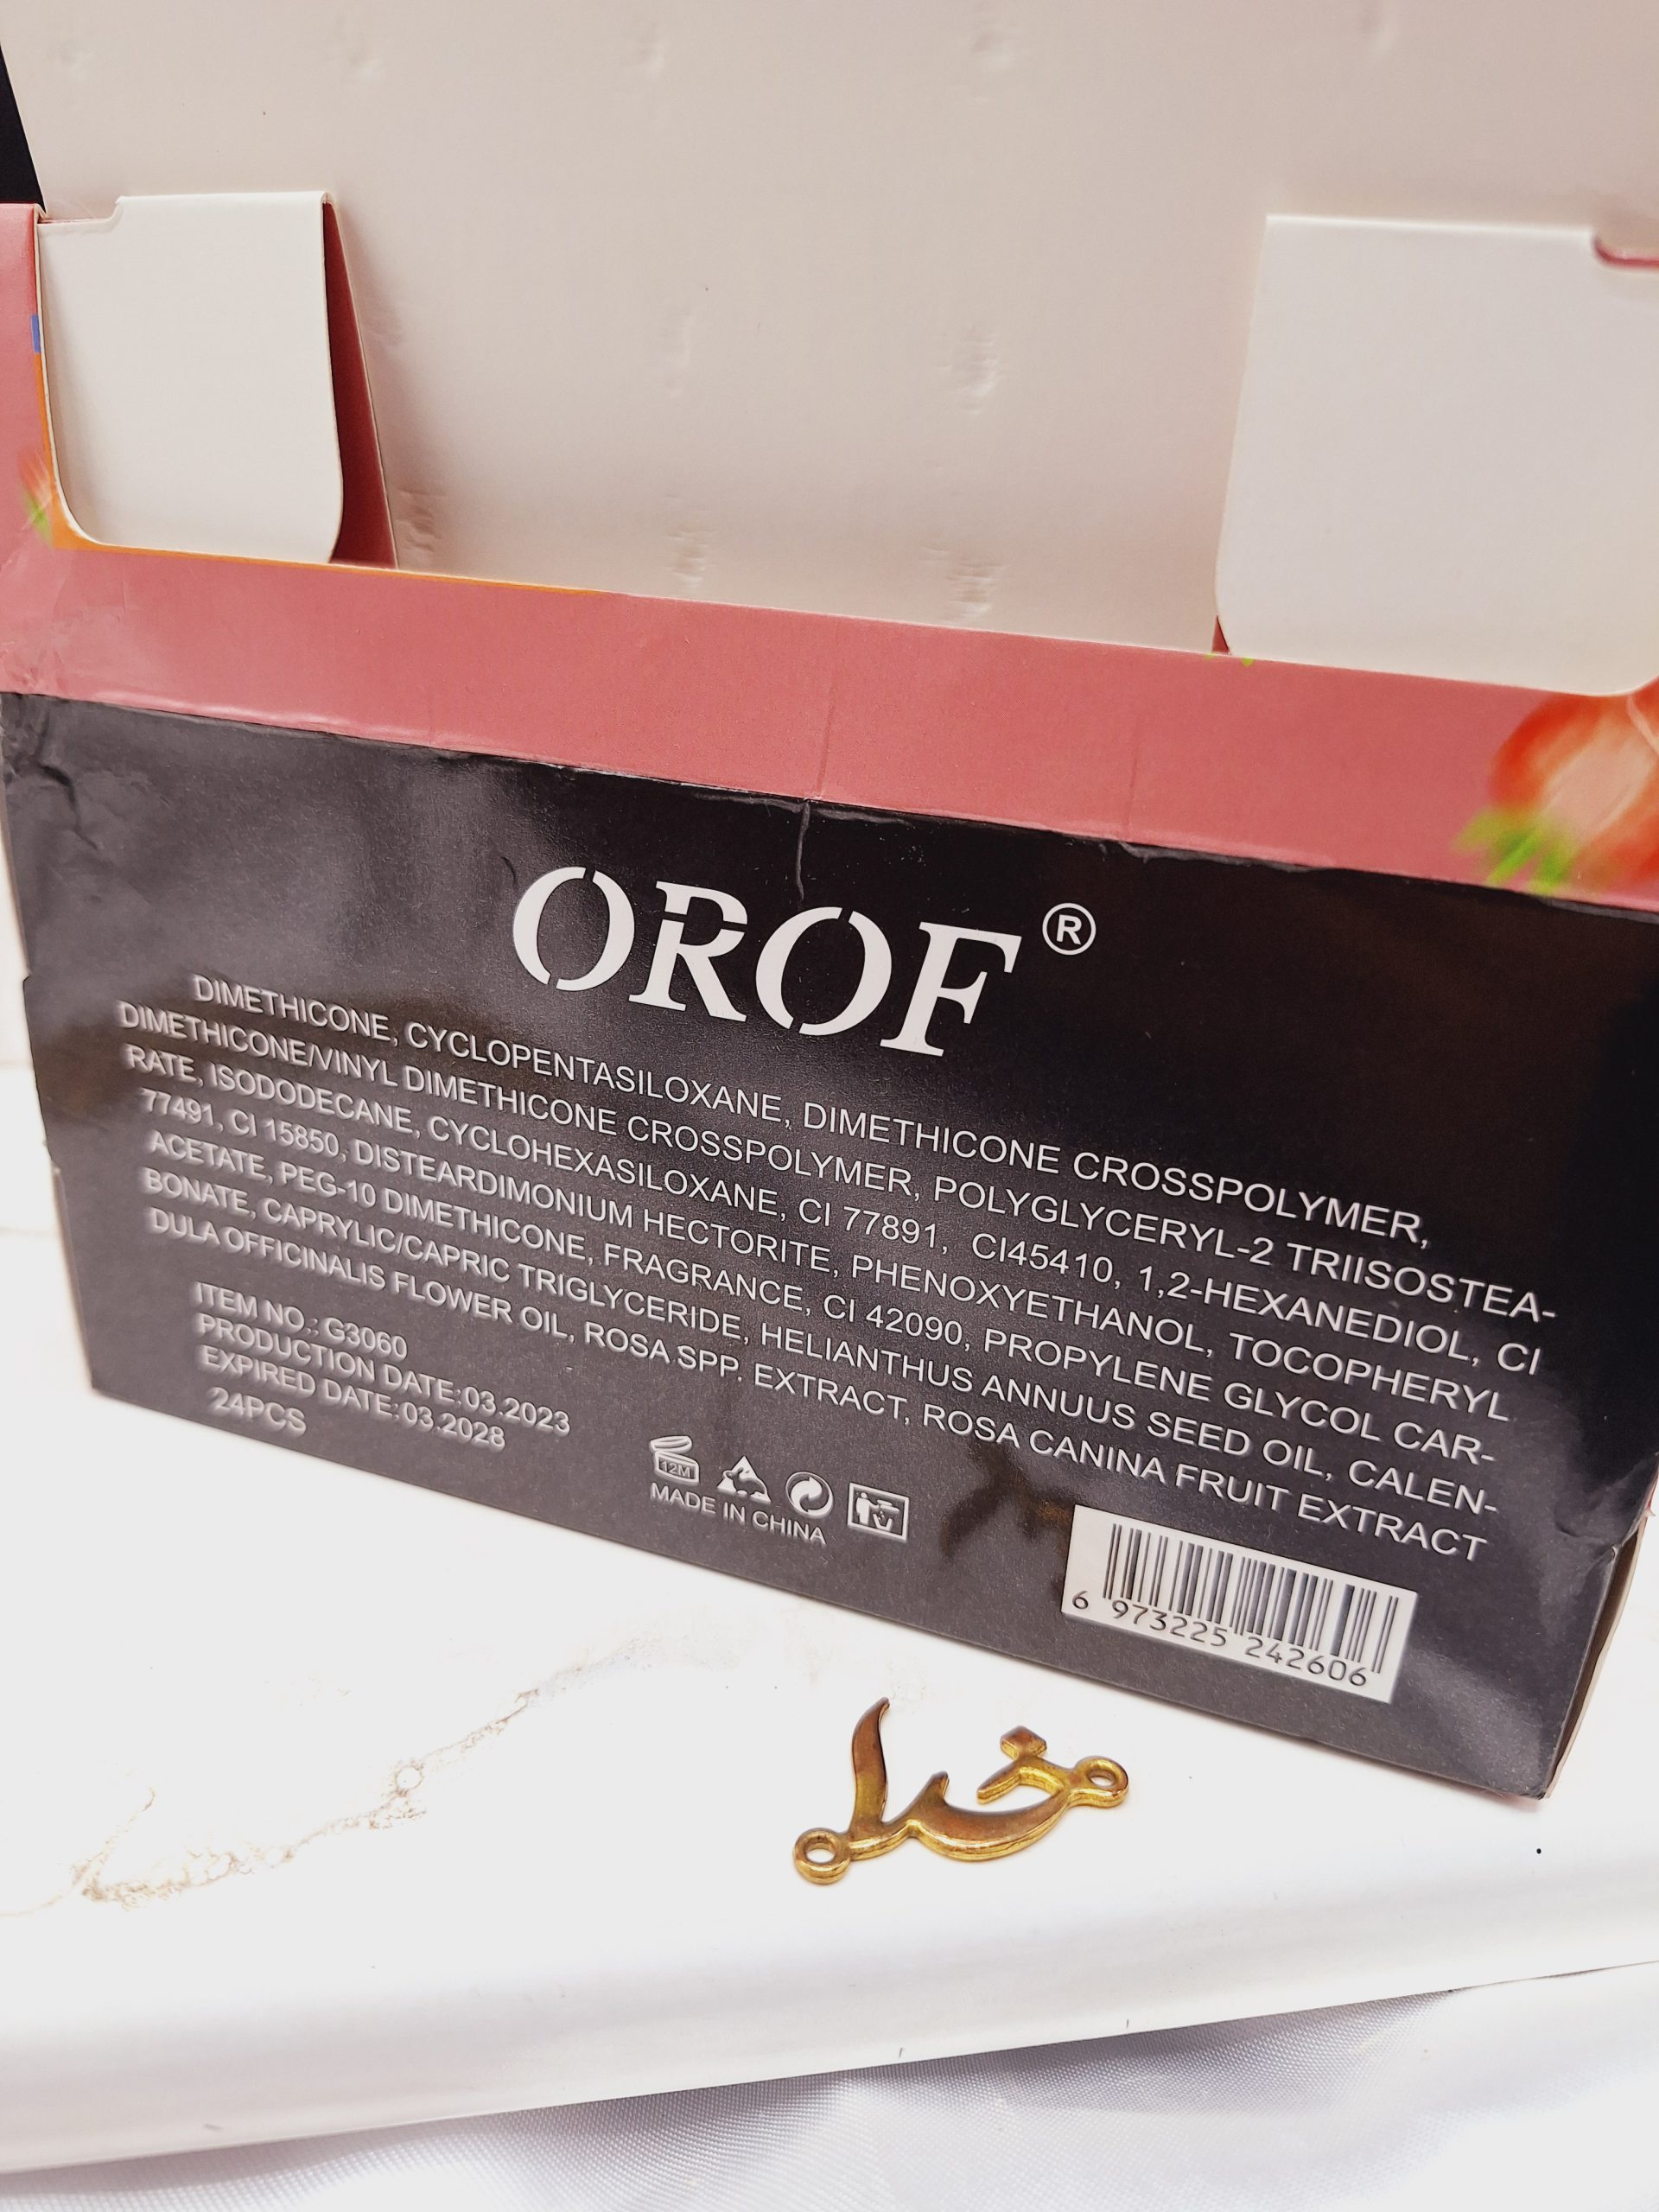 OROF®
DIMETHICONE, CYCLOPENTASILOXANE, DIMETHICONE CROSSPOLYMER,
DIMETHICONE/VINYL DIMETHICONE CROSSPOLYMER, POLYGLYCERYL-2 TRIISOSTEA-
RATE, ISODODECANE, CYCLOHEXASILOXANE, CI 77891, CI45410, 1,2-HEXANEDIOL, CI
77491, CI 15850, DISTEARDIMONIUM HECTORITE, PHENOXYETHANOL, TOCOPHERYL
ACETATE, PEG-10 DIMETHICONE, FRAGRANCE, CI 42090, PROPYLENE GLYCOL CAR-
BONATE, CAPRYLIC/CAPRIC TRIGLYCERIDE, HELIANTHUS ANNUUS SEED OIL, CALEN-
DULA OFFICINALIS FLOWER OIL, ROSA SPP. EXTRACT, ROSA CANINA FRUIT EXTRACT
ITEM NO.: G3060
PRODUCTION DATE:03.2023
EXPIRED DATE:03.2028
24PCS
12M
MADE IN CHINA
6 973225 242606
خدا